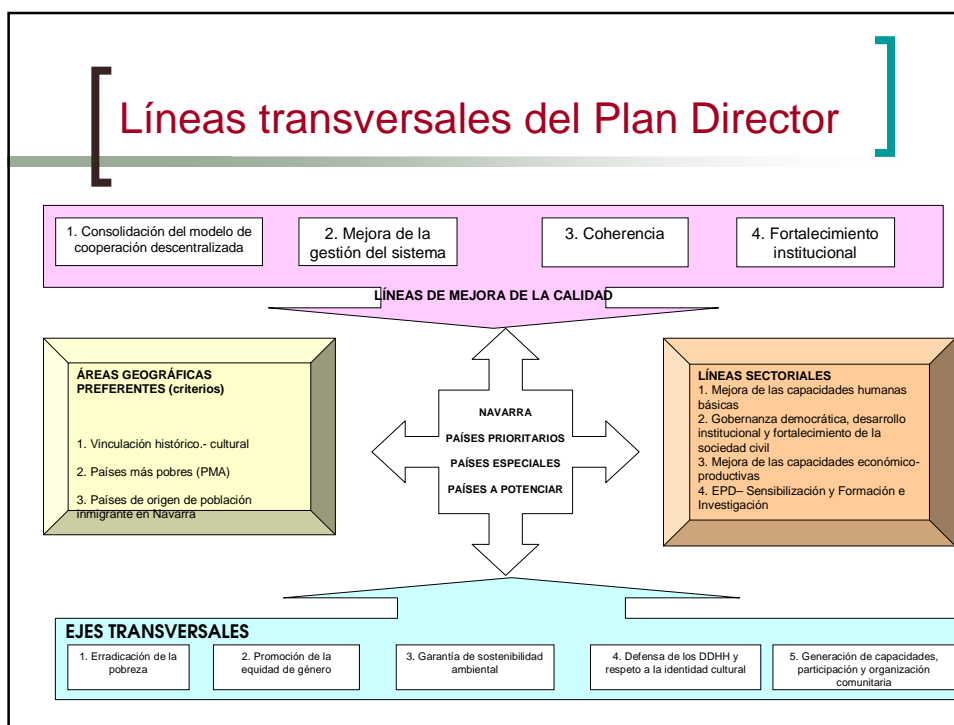 Líneas transversales del Plan Director
1. Consolidación del modelo de
cooperación descentralizada
2. Mejora de la
gestión del sistema
3. Coherencia
4. Fortalecimiento
institucional
LÍNEAS DE MEJORA DE LA CALIDAD
ÁREAS GEOGRÁFICAS
PREFERENTES (criterios)
1. Vinculación histórico.- cultural
2. Países más pobres (PMA)
3. Países de origen de población
inmigrante en Navarra
NAVARRA
PAÍSES PRIORITARIOS
PAÍSES ESPECIALES
PAÍSES A POTENCIAR
LÍNEAS SECTORIALES
1. Mejora de las capacidades humanas
básicas
2. Gobernanza democrática, desarrollo
institucional y fortalecimiento de la
sociedad civil
3. Mejora de las capacidades económico-
productivas
4. EPD– Sensibilización y Formación e
Investigación
EJES TRANSVERSALES
1. Erradicación de la
pobreza
2. Promoción de la
equidad de género
3. Garantía de sostenibilidad
ambiental
4. Defensa de los DDHH y
respeto a la identidad cultural
5. Generación de capacidades,
participación y organización
comunitaria